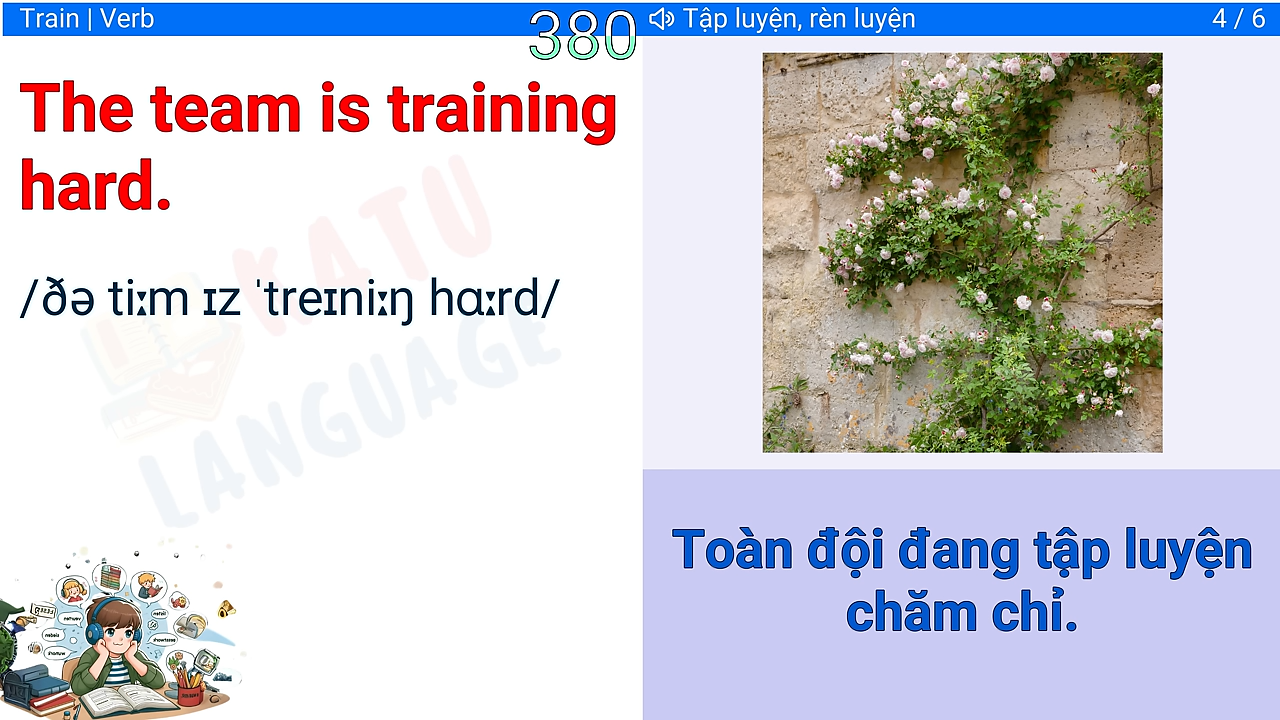 Train | Verb
380
Tập luyện, rèn luyện
4 / 6
The team is training
hard.
/ðə tiːm ɪz ˈtreɪniːŋ hɑːrd/
KATU
LANGUAGE
Toàn đội đang tập luyện
chăm chỉ.